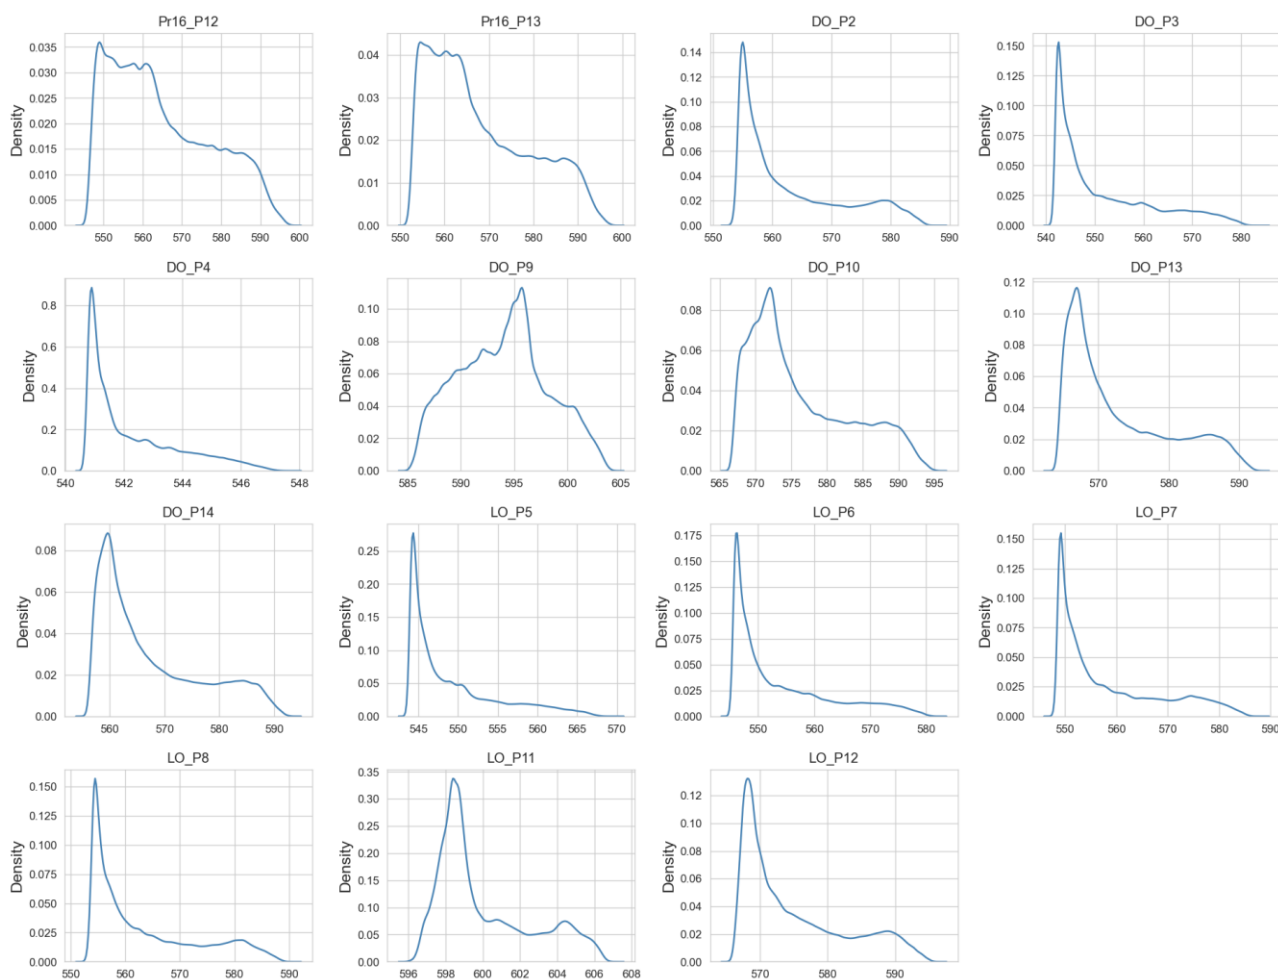 Pr16_P12
Pr16_P13
DO_P2
DO_P3
0.035
0.030
0.025
0.020
0.015
0.010
0.005
0.000
Density
550 560 570 580 590 600
0.04
0.03
0.02
0.01
0.00
Density
550 560 570 580 590 600
0.14
0.12
0.10
0.08
0.06
0.04
0.02
0.00
Density
550 560 570 580 590
0.150
0.125
0.100
0.075
0.050
0.025
0.000
Density
540 550 560 570 580
DO_P4
DO_P9
DO_P10
DO_P13
0.8
0.6
0.4
0.2
0.0
Density
540 542 544 546 548
0.10
0.08
0.06
0.04
0.02
0.00
Density
585 590 595 600 605
0.08
0.06
0.04
0.02
0.00
Density
565 570 575 580 585 590 595
0.12
0.10
0.08
0.06
0.04
0.02
0.00
Density
570 580 590
DO_P14
LO_P5
LO_P6
LO_P7
0.08
0.06
0.04
0.02
0.00
Density
560 570 580 590
0.25
0.20
0.15
0.10
0.05
0.00
Density
545 550 555 560 565 570
0.175
0.150
0.125
0.100
0.075
0.050
0.025
0.000
Density
550 560 570 580
0.150
0.125
0.100
0.075
0.050
0.025
0.000
Density
550 560 570 580 590
LO_P8
LO_P11
LO_P12
0.150
0.125
0.100
0.075
0.050
0.025
0.000
Density
550 560 570 580 590
0.35
0.30
0.25
0.20
0.15
0.10
0.05
0.00
Density
596 598 600 602 604 606 608
0.12
0.10
0.08
0.06
0.04
0.02
0.00
Density
570 580 590